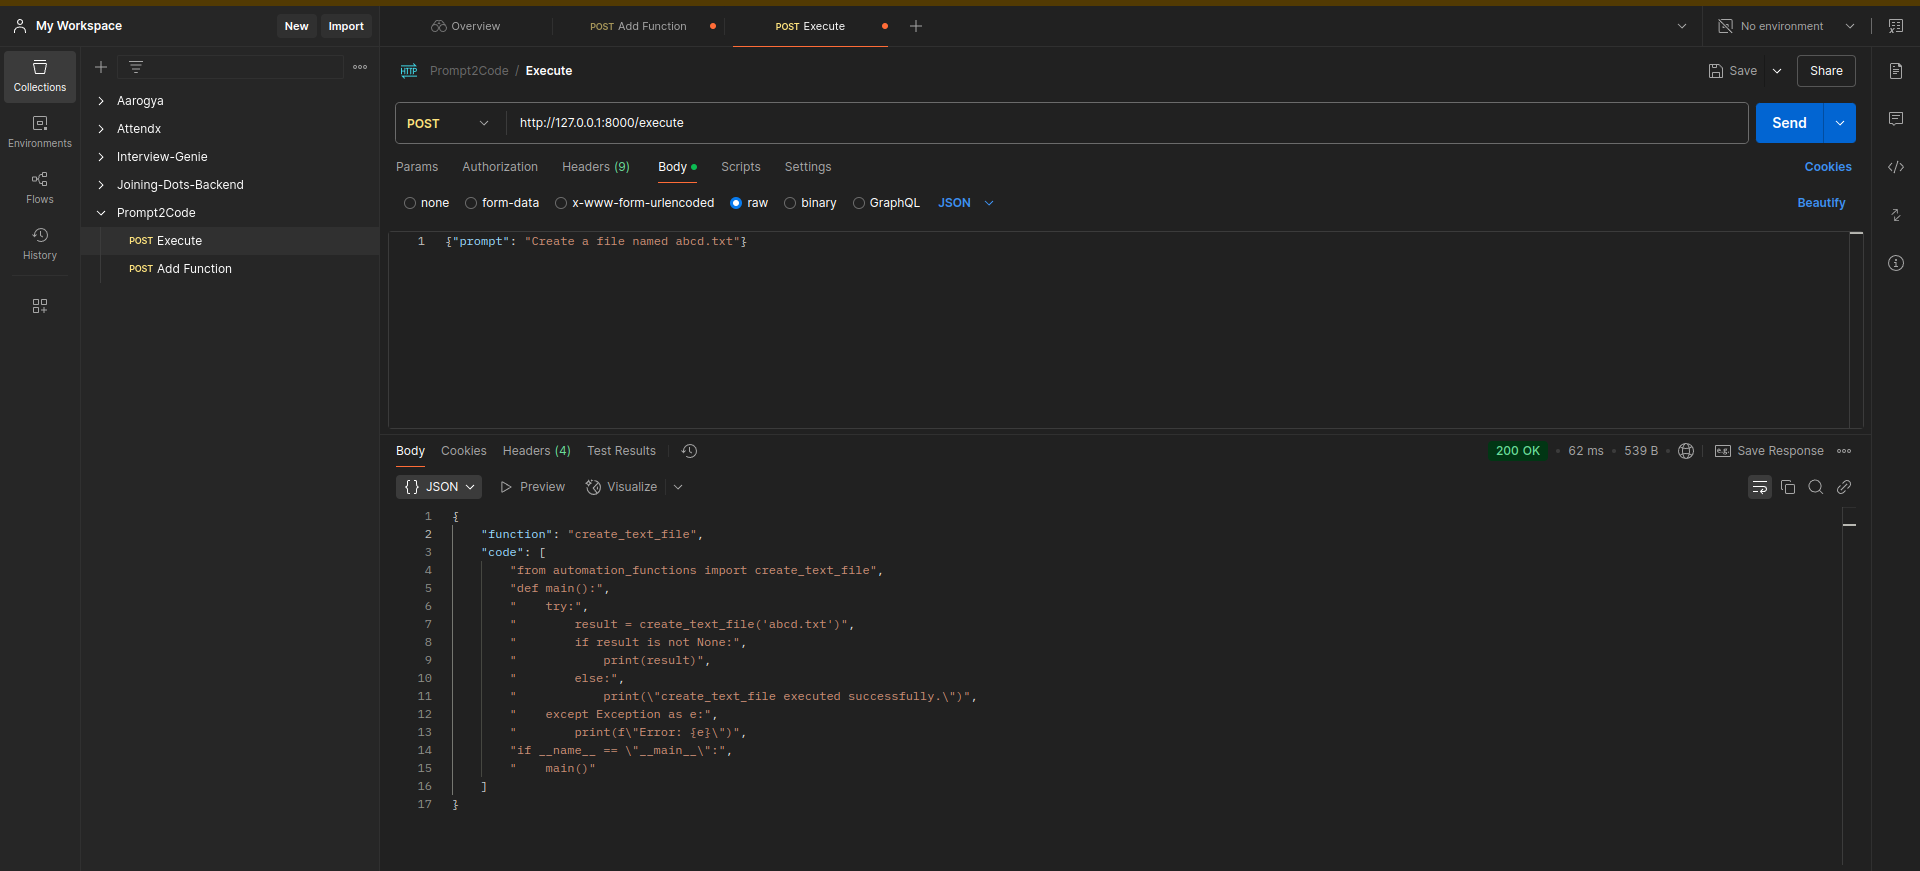 My Workspace
New
Import
Overview
POST Add Function
POST Execute
No environment
Collections
Environments
Flows
History
Aarogya
Attendx
Interview-Genie
Joining-Dots-Backend
Prompt2Code
POST Execute
POST Add Function
HTTP
Prompt2Code / Execute
Save
Share
POST
http://127.0.0.1:8000/execute
Send
Params
Authorization
Headers (9)
Body
Scripts
Settings
Cookies
none
form-data
x-www-form-urlencoded
raw
binary
GraphQL
JSON
Beautify
1 {"prompt": "Create a file named abcd.txt"}
Body
Cookies
Headers (4)
Test Results
200 OK
62 ms
539 B
e.g.
Save Response
{} JSON
Preview
Visualize
1 {
2     "function": "create_text_file",
3     "code": [
4         "from automation_functions import create_text_file",
5         "def main():",
6         "    try:",
7         "        result = create_text_file('abcd.txt')",
8         "        if result is not None:",
9         "            print(result)",
10         "        else:",
11         "            print(\"create_text_file executed successfully.\")",
12         "    except Exception as e:",
13         "        print(f\"Error: {e}\")",
14         "if __name__ == \"__main__\":",
15         "    main()"
16     ]
17 }